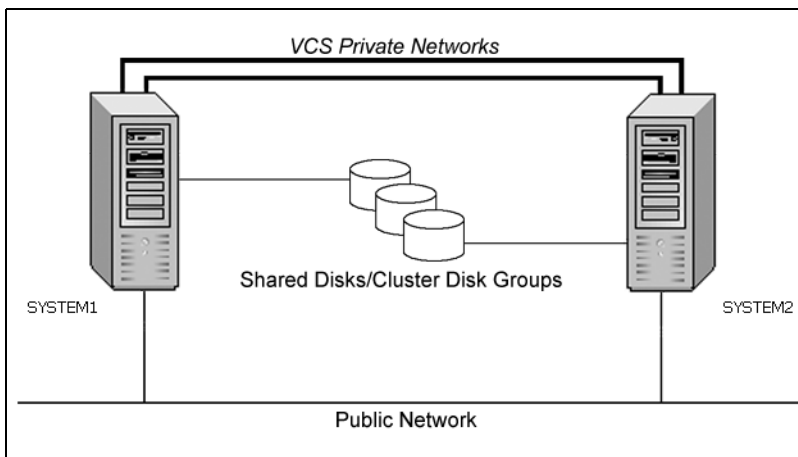 VCS Private Networks
Shared Disks/Cluster Disk Groups
SYSTEM1
SYSTEM2
Public Network